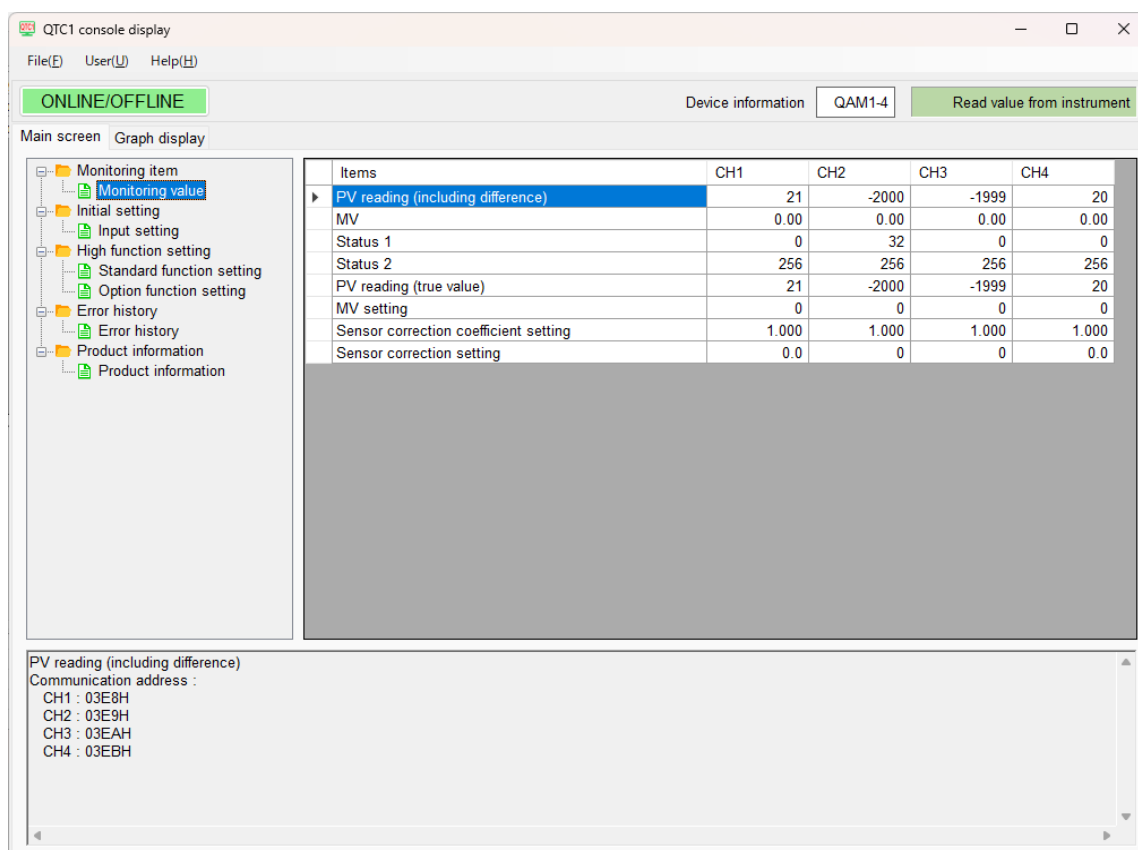 QTC1 console display
File(F) User(U) Help(H)
ONLINE/OFFLINE Device information QAM1-4 Read value from instrument
Main screen Graph display
Monitoring item
Monitoring value
Initial setting
Input setting
High function setting
Standard function setting
Option function setting
Error history
Error history
Product information
Product information
Items CH1 CH2 CH3 CH4
PV reading (including difference) 21 -2000 -1999 20
MV 0.00 0.00 0.00 0.00
Status 1 0 32 0 0
Status 2 256 256 256 256
PV reading (true value) 21 -2000 -1999 20
MV setting 0 0 0 0
Sensor correction coefficient setting 1.000 1.000 1.000 1.000
Sensor correction setting 0.0 0 0 0.0
PV reading (including difference)
Communication address :
CH1 : 03E8H
CH2 : 03E9H
CH3 : 03EAH
CH4 : 03EBH